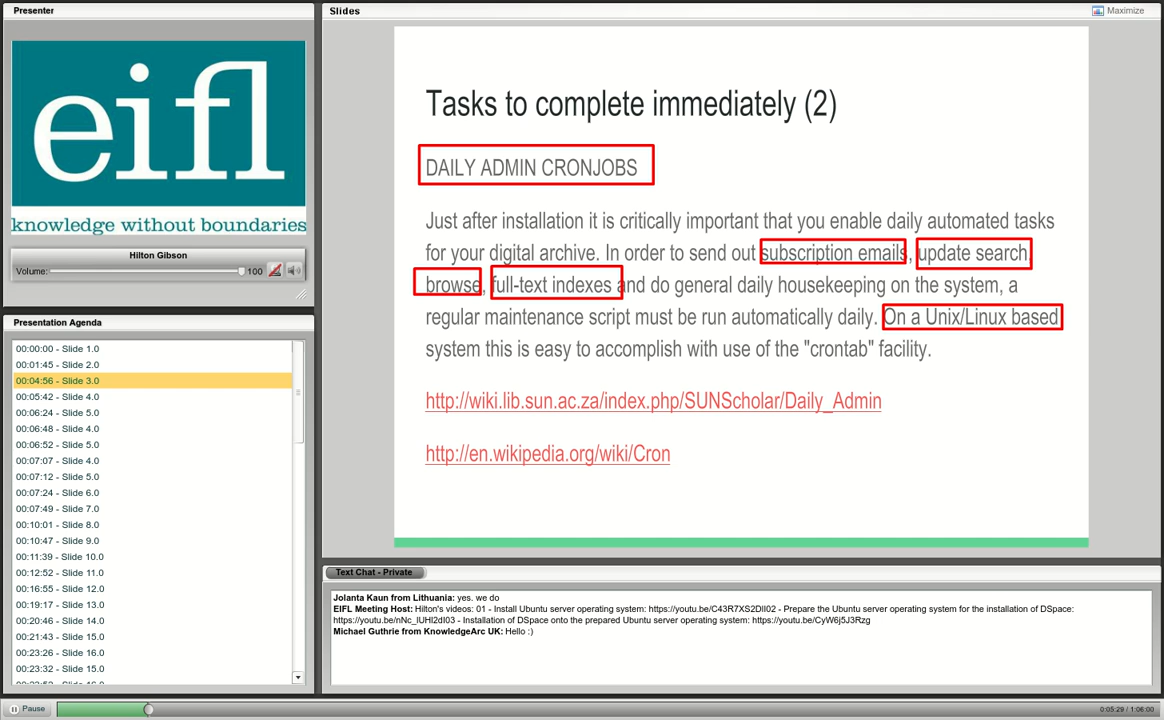 Presenter
eifl
knowledge without boundaries
Hilton Gibson
Volume: 100
Presentation Agenda
00:00:00 - Slide 1.0
00:01:45 - Slide 2.0
00:04:56 - Slide 3.0
00:05:42 - Slide 4.0
00:06:24 - Slide 5.0
00:06:48 - Slide 4.0
00:06:52 - Slide 5.0
00:07:07 - Slide 4.0
00:07:12 - Slide 5.0
00:07:24 - Slide 6.0
00:07:49 - Slide 7.0
00:10:01 - Slide 8.0
00:10:47 - Slide 9.0
00:11:39 - Slide 10.0
00:12:52 - Slide 11.0
00:16:55 - Slide 12.0
00:19:17 - Slide 13.0
00:20:46 - Slide 14.0
00:21:43 - Slide 15.0
00:23:26 - Slide 16.0
00:23:32 - Slide 15.0
Pause
Slides
Maximize
Tasks to complete immediately (2)
DAILY ADMIN CRONJOBS
Just after installation it is critically important that you enable daily automated tasks
for your digital archive. In order to send out subscription emails, update search,
browse, full-text indexes and do general daily housekeeping on the system, a
regular maintenance script must be run automatically daily. On a Unix/Linux based
system this is easy to accomplish with use of the "crontab" facility.
http://wiki.lib.sun.ac.za/index.php/SUNScholar/Daily_Admin
http://en.wikipedia.org/wiki/Cron
Text Chat - Private
Jolanta Kaun from Lithuania: yes. we do
EIFL Meeting Host: Hilton's videos: 01 - Install Ubuntu server operating system: https://youtu.be/C43R7XS2DlI02 - Prepare the Ubuntu server operating system for the installation of DSpace:
https://youtu.be/nNc_lUHl2dI03 - Installation of DSpace onto the prepared Ubuntu server operating system: https://youtu.be/CyW6j5J3Rzg
Michael Guthrie from KnowledgeArc UK: Hello :)
0:05:29 / 1:06:00